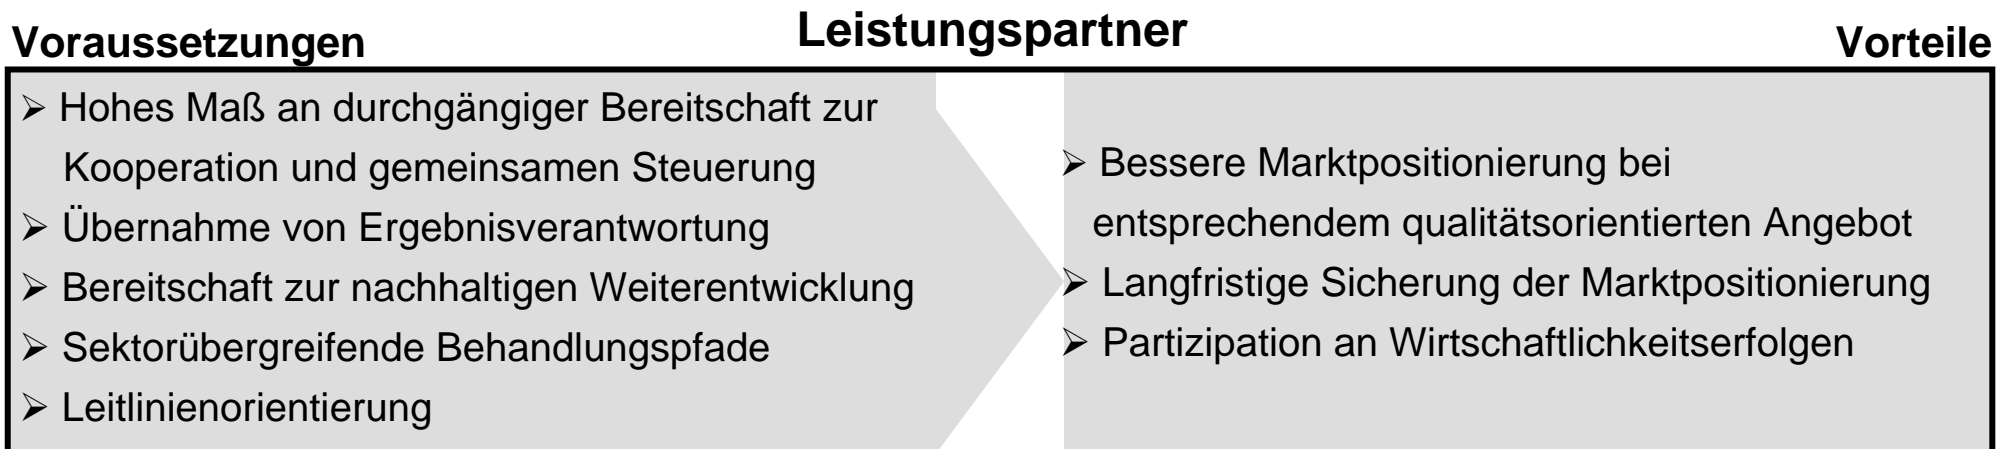 Leistungspartner
Voraussetzungen
Vorteile
➢ Hohes Maß an durchgängiger Bereitschaft zur
Kooperation und gemeinsamen Steuerung
➢ Übernahme von Ergebnisverantwortung
➢ Bereitschaft zur nachhaltigen Weiterentwicklung
➢ Sektorübergreifende Behandlungspfade
➢ Leitlinienorientierung
➢ Bessere Marktpositionierung bei
entsprechendem qualitätsorientierten Angebot
➢ Langfristige Sicherung der Marktpositionierung
➢ Partizipation an Wirtschaftlichkeitserfolgen